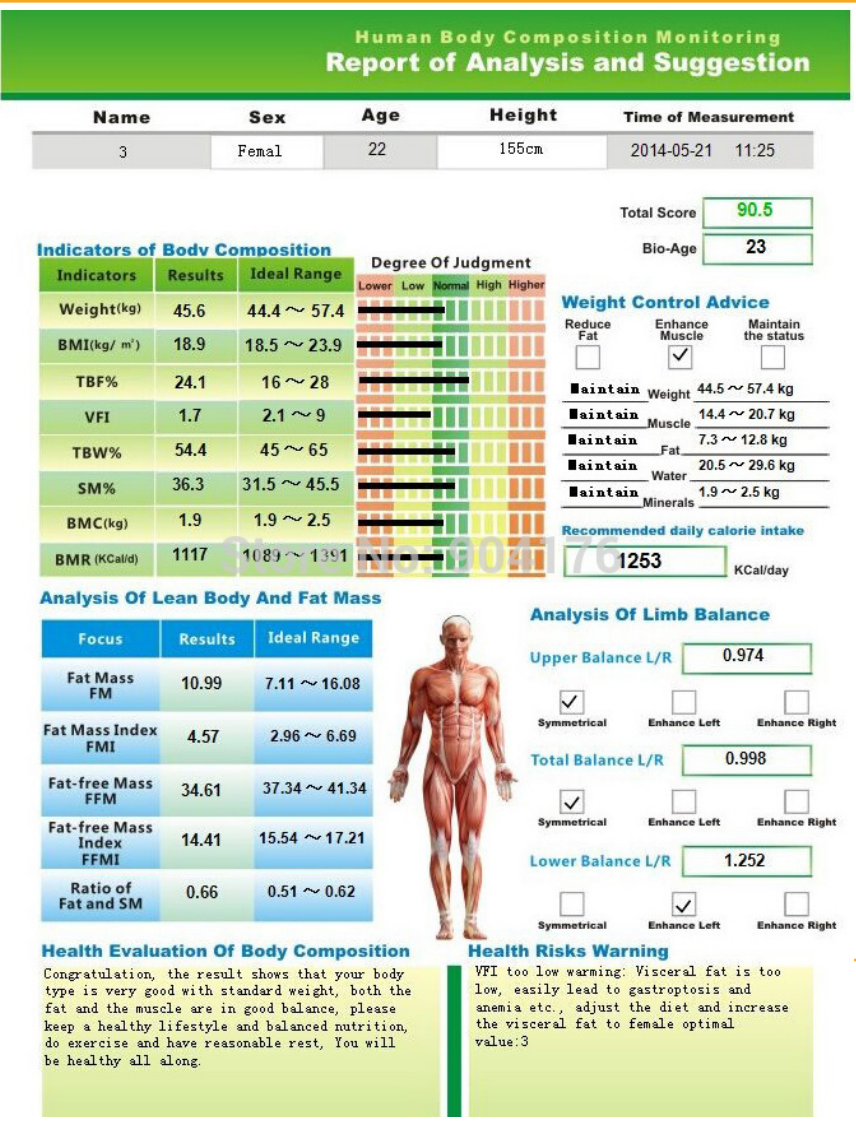 Human Body Composition Monitoring
Report of Analysis and Suggestion
Name Sex Age Height Time of Measurement
3 Femal 22 155cm 2014-05-21 11:25
Total Score 90.5
Bio-Age 23
Indicators of Body Composition
Indicators Results Ideal Range
Degree Of Judgment
Lower Low Normal High Higher
Weight(kg) 45.6 44.4 ~ 57.4
BMI(kg/ m²) 18.9 18.5 ~ 23.9
TBF% 24.1 16 ~ 28
VFI 1.7 2.1 ~ 9
TBW% 54.4 45 ~ 65
SM% 36.3 31.5 ~ 45.5
BMC(kg) 1.9 1.9 ~ 2.5
BMR (KCal/d) 1117 1089 ~ 1391
Store No. 904176
Weight Control Advice
Reduce Fat
Enhance Muscle
Maintain the status
Maintain Weight 44.5 ~ 57.4 kg
Maintain Muscle 14.4 ~ 20.7 kg
Maintain Fat 7.3 ~ 12.8 kg
Maintain Water 20.5 ~ 29.6 kg
Maintain Minerals 1.9 ~ 2.5 kg
Recommended daily calorie intake
1253 KCal/day
Analysis Of Lean Body And Fat Mass
Focus Results Ideal Range
Fat Mass
FM 10.99 7.11 ~ 16.08
Fat Mass Index
FMI 4.57 2.96 ~ 6.69
Fat-free Mass
FFM 34.61 37.34 ~ 41.34
Fat-free Mass
Index
FFMI 14.41 15.54 ~ 17.21
Ratio of
Fat and SM 0.66 0.51 ~ 0.62
Analysis Of Limb Balance
Upper Balance L/R 0.974
Symmetrical Enhance Left Enhance Right
Total Balance L/R 0.998
Symmetrical Enhance Left Enhance Right
Lower Balance L/R 1.252
Symmetrical Enhance Left Enhance Right
Health Evaluation Of Body Composition
Congratulation, the result shows that your body
type is very good with standard weight, both the
fat and the muscle are in good balance, please
keep a healthy lifestyle and balanced nutrition,
do exercise and have reasonable rest, You will
be healthy all along.
Health Risks Warning
VFI too low warning: Visceral fat is too
low, easily lead to gastroptosis and
anemia etc., adjust the diet and increase
the visceral fat to female optimal
value:3